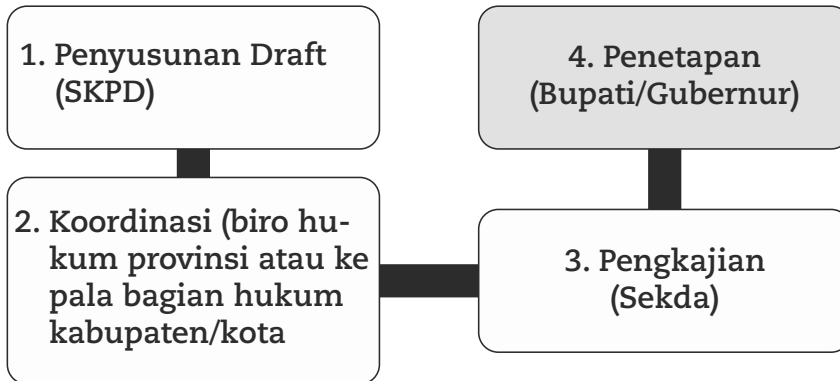 1. Penyusunan Draft
(SKPD)
2. Koordinasi (biro hu-
kum provinsi atau ke
pala bagian hukum
kabupaten/kota
3. Pengkajian
(Sekda)
4. Penetapan
(Bupati/Gubernur)